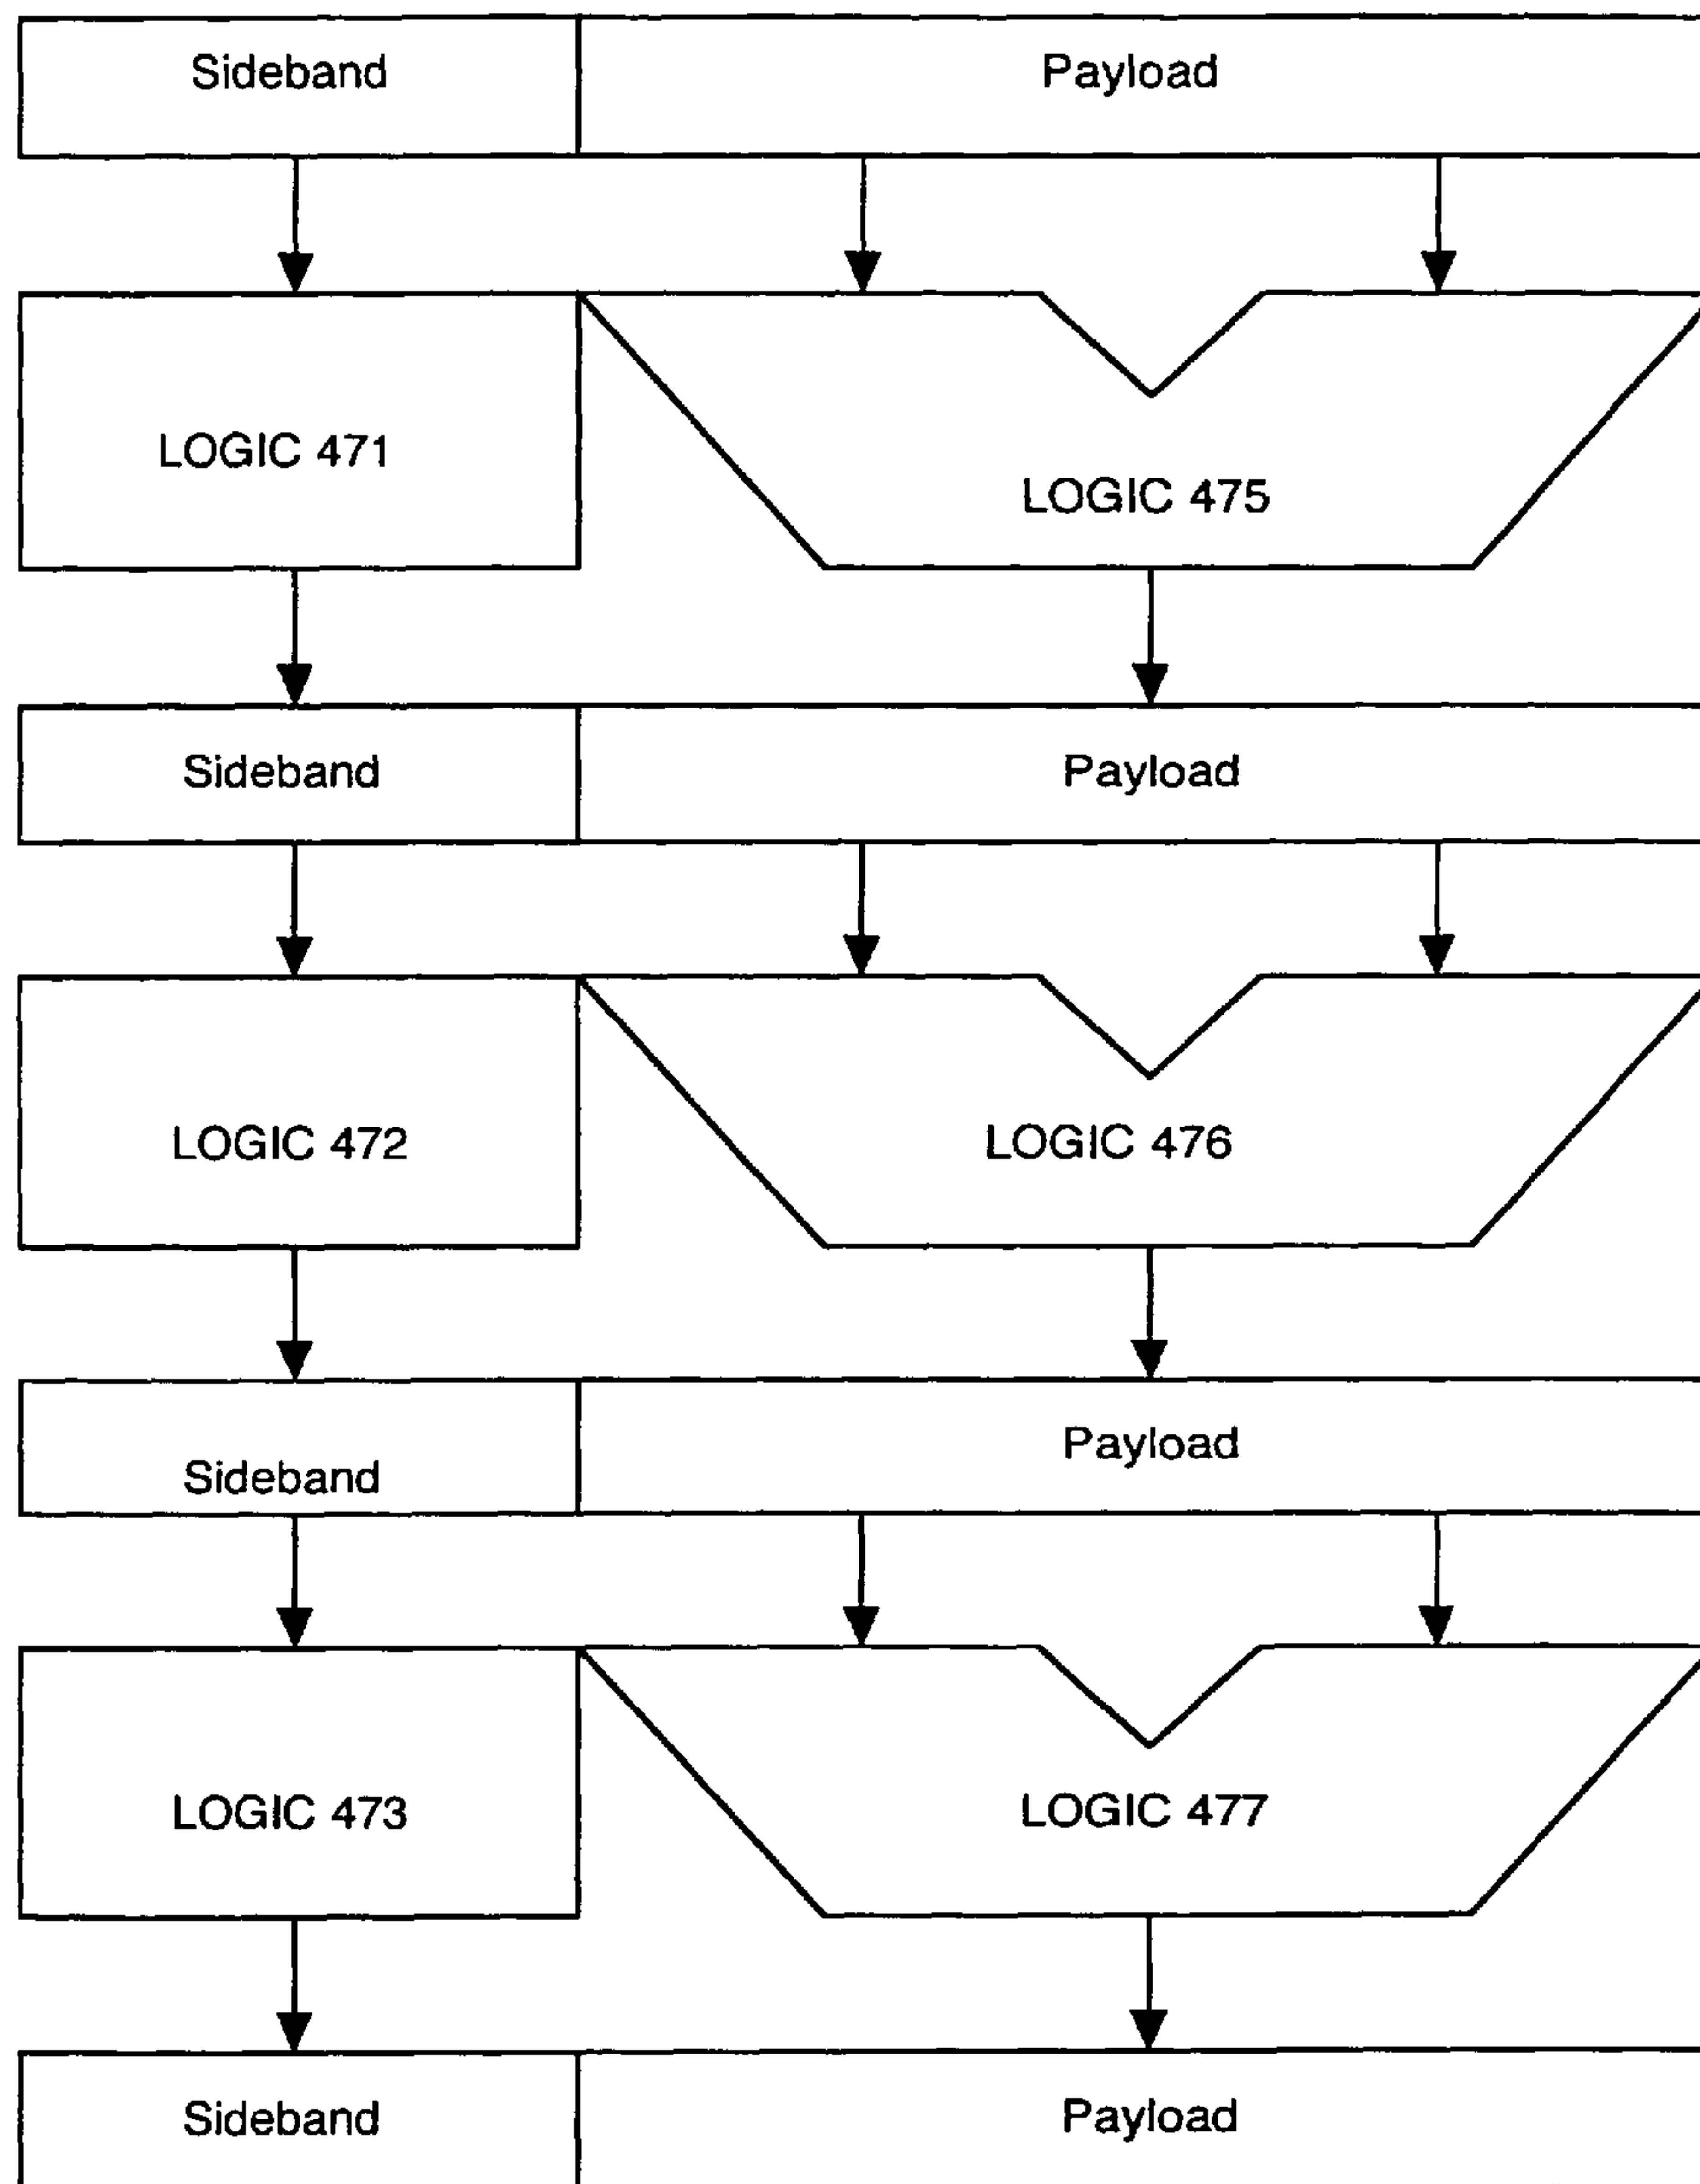 Sideband
Payload
LOGIC 471
LOGIC 475
Sideband
Payload
LOGIC 472
LOGIC 476
Sideband
Payload
LOGIC 473
LOGIC 477
Sideband
Payload